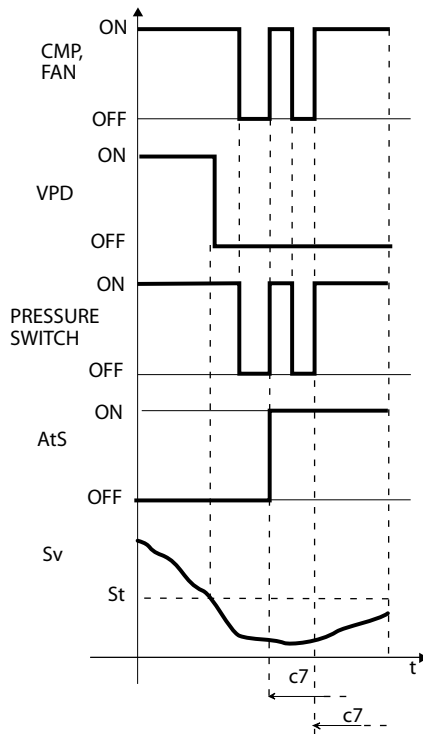 ON
CMP,
FAN
OFF
ON
VPD
OFF
ON
PRESSURE
SWITCH
OFF
ON
AtS
OFF
Sv
St
t
c7
c7